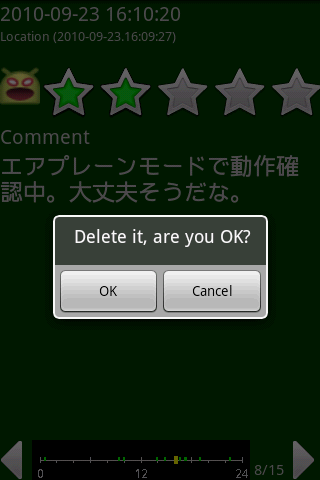 2010-09-23 16:10:20
Location (2010-09-23.16:09:27)
Comment
エアプレーンモードで動作確
認中。大丈夫そうだな。
Delete it, are you OK?
OK
Cancel
0
12
24
8/15